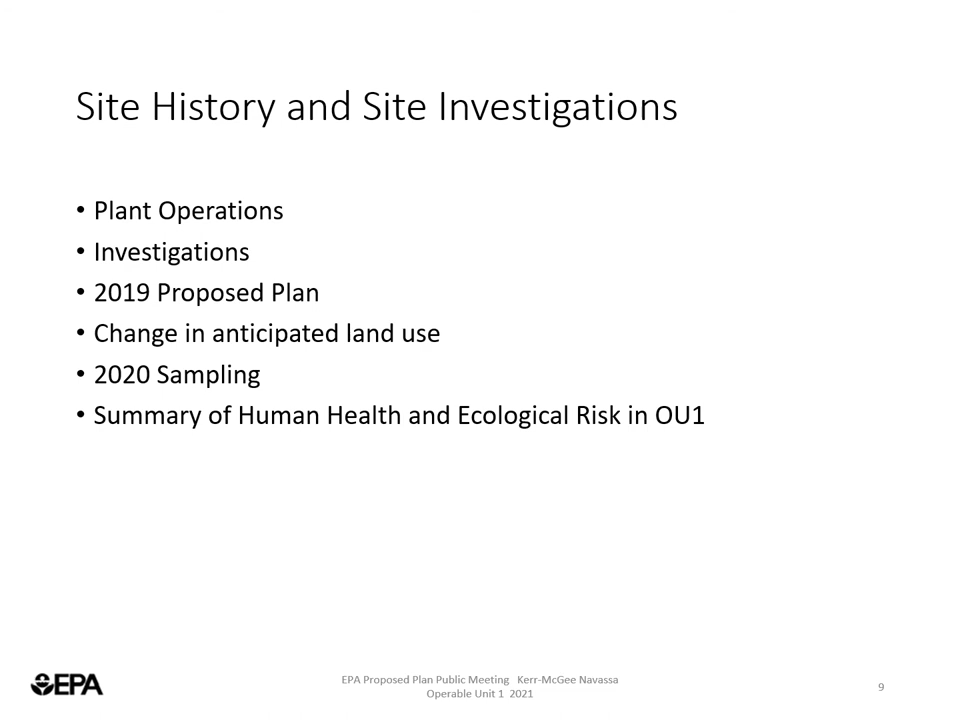 Site History and Site Investigations
• Plant Operations
• Investigations
• 2019 Proposed Plan
• Change in anticipated land use
• 2020 Sampling
• Summary of Human Health and Ecological Risk in OU1
EPA
EPA Proposed Plan Public Meeting Kerr-McGee Navassa
Operable Unit 1 2021
9